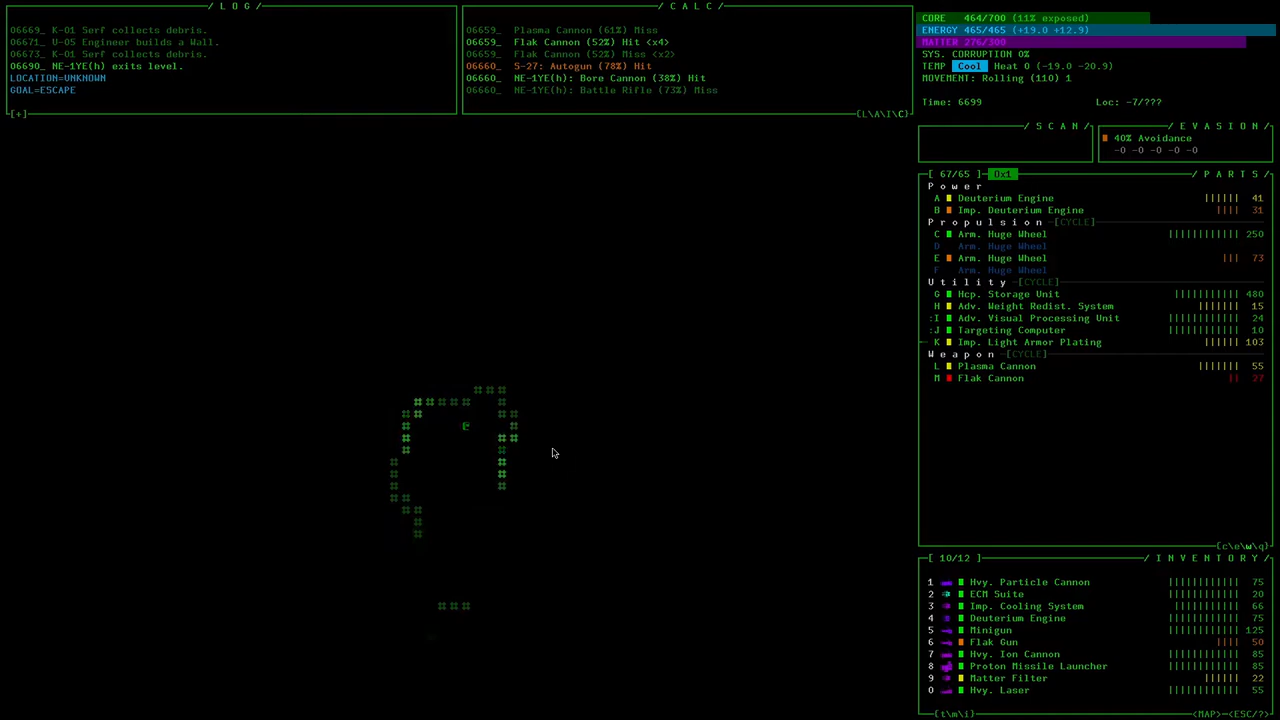 / L O G /
06669_ K-01 Serf collects debris.
06671_ U-05 Engineer builds a Wall.
06673_ K-01 Serf collects debris.
06690_ NE-1YE(h) exits level.
LOCATION=UNKNOWN
GOAL=ESCAPE
[+]
/ C A L C /
06659_ Plasma Cannon (61%) Miss
06659_ Flak Cannon (52%) Hit <x4>
06659_ Flak Cannon (52%) Miss <x2>
06660_ S-27: Autogun (78%) Hit
06660_ NE-1YE(h): Bore Cannon (38%) Hit
06660_ NE-1YE(h): Battle Rifle (73%) Miss
[L\A\I\C]
CORE 464/700 (11% exposed)
ENERGY 465/465 (+19.0 +12.9)
MATTER 276/300
SYS. CORRUPTION 0%
TEMP Cool Heat 0 (-19.0 -20.9)
MOVEMENT: Rolling (110) 1
Time: 6699 Loc: -7/???
/ S C A N /
/ E V A S I O N /
40% Avoidance
-0 -0 -0 -0 -0
[ 67/65 ] 0x1 / P A R T S /
P o w e r
A Deuterium Engine 41
B Imp. Deuterium Engine 31
P r o p u l s i o n [CYCLE]
C Arm. Huge Wheel 250
D Arm. Huge Wheel
E Arm. Huge Wheel 73
F Arm. Huge Wheel
U t i l i t y [CYCLE]
G Hcp. Storage Unit 480
H Adv. Weight Redist. System 15
:I Adv. Visual Processing Unit 24
:J Targeting Computer 10
K Imp. Light Armor Plating 103
W e a p o n [CYCLE]
L Plasma Cannon 55
M Flak Cannon 27
[c\e\w\q]
[ 10/12 ] / I N V E N T O R Y /
1 Hvy. Particle Cannon 75
2 ECM Suite 20
3 Imp. Cooling System 66
4 Deuterium Engine 75
5 Minigun 125
6 Flak Gun 50
7 Hvy. Ion Cannon 85
8 Proton Missile Launcher 85
9 Matter Filter 22
0 Hvy. Laser 55
[t\m\i] <MAP> <ESC/?>